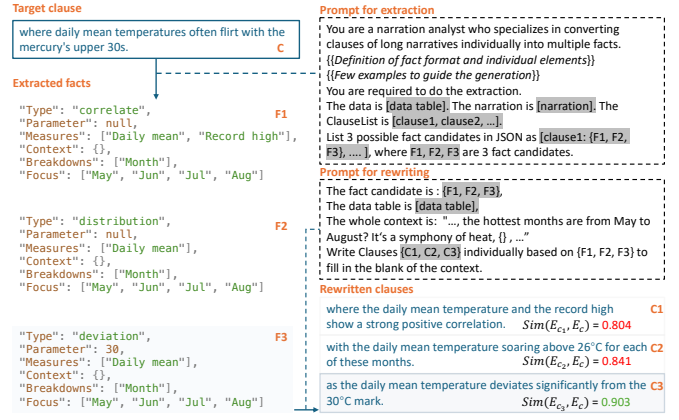 Target clause
where daily mean temperatures often flirt with the
mercury's upper 30s.
C
Extracted facts
"Type": "correlate",
F1
"Parameter": null,
"Measures": ["Daily mean", "Record high"],
"Context": {},
"Breakdowns": ["Month"],
"Focus": ["May", "Jun", "Jul", "Aug"]
"Type": "distribution",
F2
"Parameter": null,
"Measures": ["Daily mean"],
"Context": {},
"Breakdowns": ["Month"],
"Focus": ["May", "Jun", "Jul", "Aug"]
"Type": "deviation",
F3
"Parameter": 30,
"Measures": ["Daily mean"],
"Context": {},
"Breakdowns": ["Month"],
"Focus": ["May", "Jun", "Jul", "Aug"]
Prompt for extraction
You are a narration analyst who specializes in converting
clauses of long narratives individually into multiple facts.
{{Definition of fact format and individual elements}}
{{Few examples to guide the generation}}
You are required to do the extraction.
The data is [data table]. The narration is [narration]. The
ClauseList is [clause1, clause2, …].
List 3 possible fact candidates in JSON as [clause1: {F1, F2,
F3}, .... ], where F1, F2, F3 are 3 fact candidates.
Prompt for rewriting
The fact candidate is : {F1, F2, F3},
The data table is [data table],
The whole context is: "…, the hottest months are from May to
August? It's a symphony of heat, {} , …"
Write Clauses {C1, C2, C3} individually based on {F1, F2, F3} to
fill in the blank of the context.
Rewritten clauses
where the daily mean temperature and the record high
C1
show a strong positive correlation. Sim(E_{c_1}, E_c) = 0.804
with the daily mean temperature soaring above 26°C for each
C2
of these months. Sim(E_{c_2}, E_c) = 0.841
as the daily mean temperature deviates significantly from the
C3
30°C mark. Sim(E_{c_3}, E_c) = 0.903